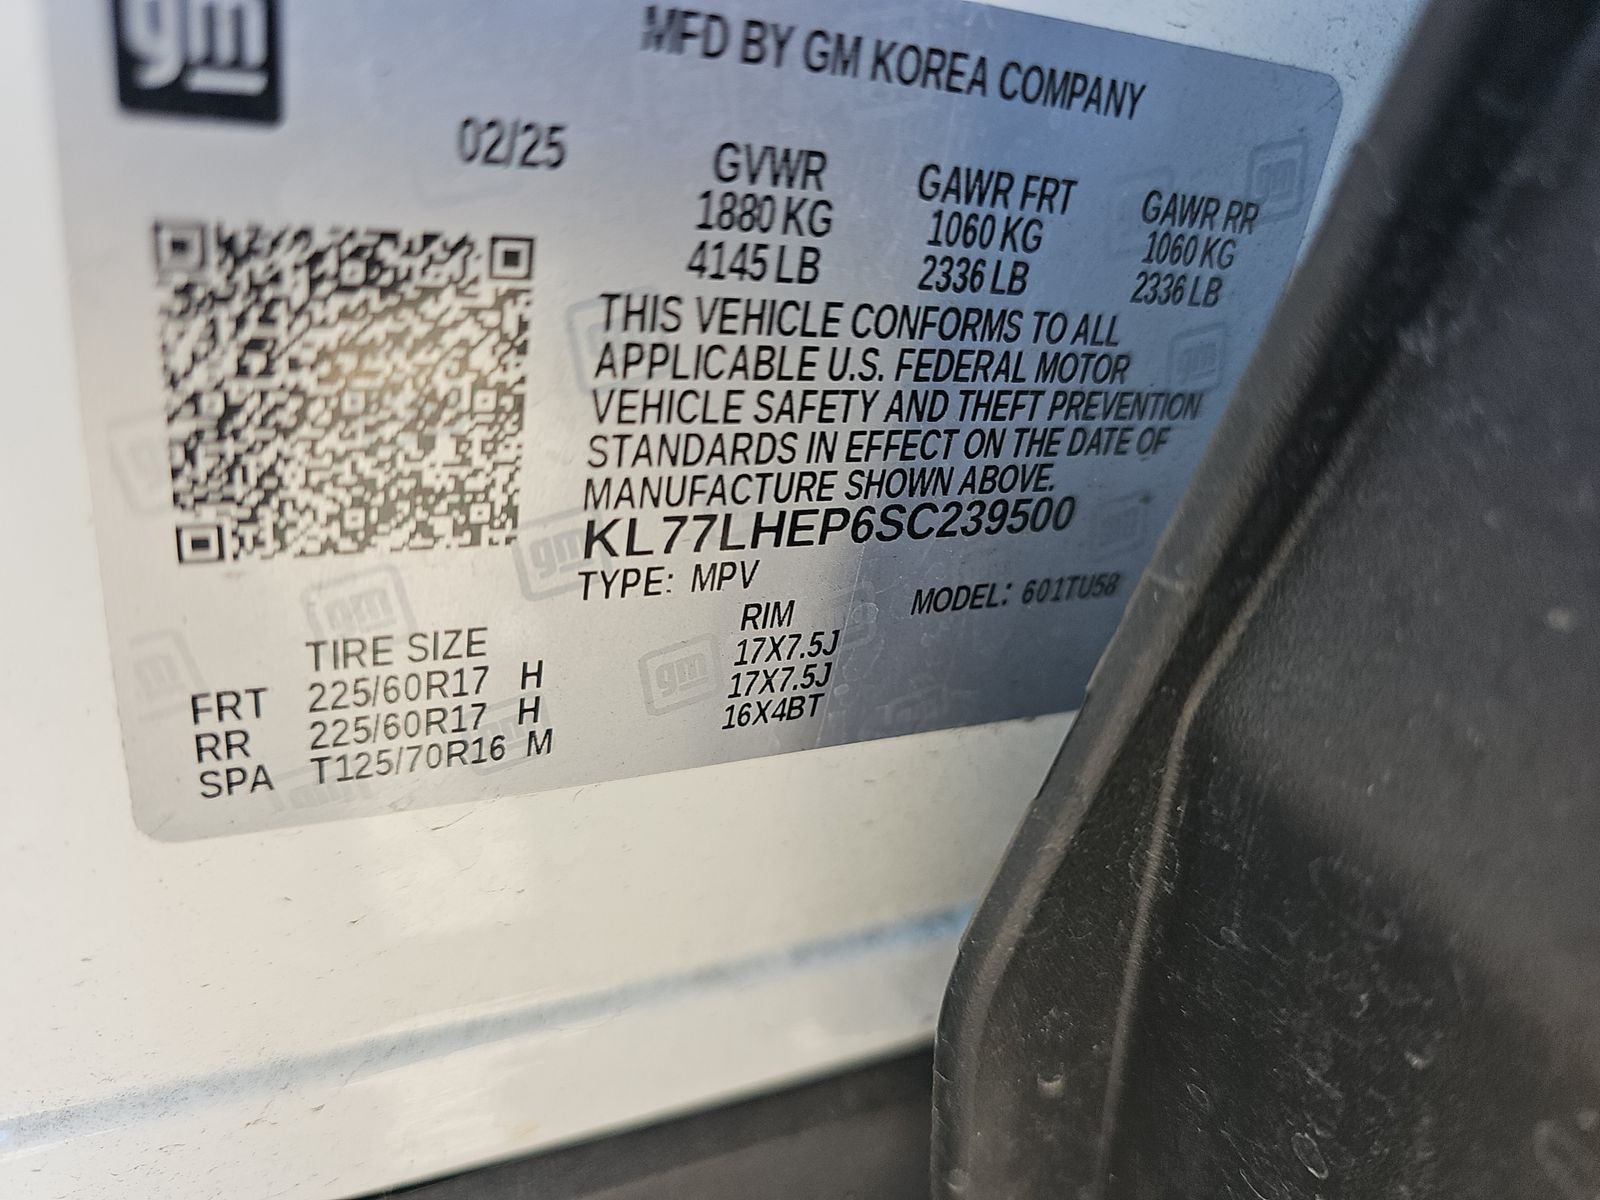 gm
MFD BY GM KOREA COMPANY
02/25
GVWR GAWR FRT GAWR RR
1880 KG 1060 KG 1060 KG
4145 LB 2336 LB 2336 LB
THIS VEHICLE CONFORMS TO ALL
APPLICABLE U.S. FEDERAL MOTOR
VEHICLE SAFETY AND THEFT PREVENTION
STANDARDS IN EFFECT ON THE DATE OF
MANUFACTURE SHOWN ABOVE.
KL77LHEP6SC239500
TYPE: MPV MODEL: 601TU58
TIRE SIZE RIM
FRT 225/60R17 H 17X7.5J
RR 225/60R17 H 17X7.5J
SPA T125/70R16 M 16X4BT